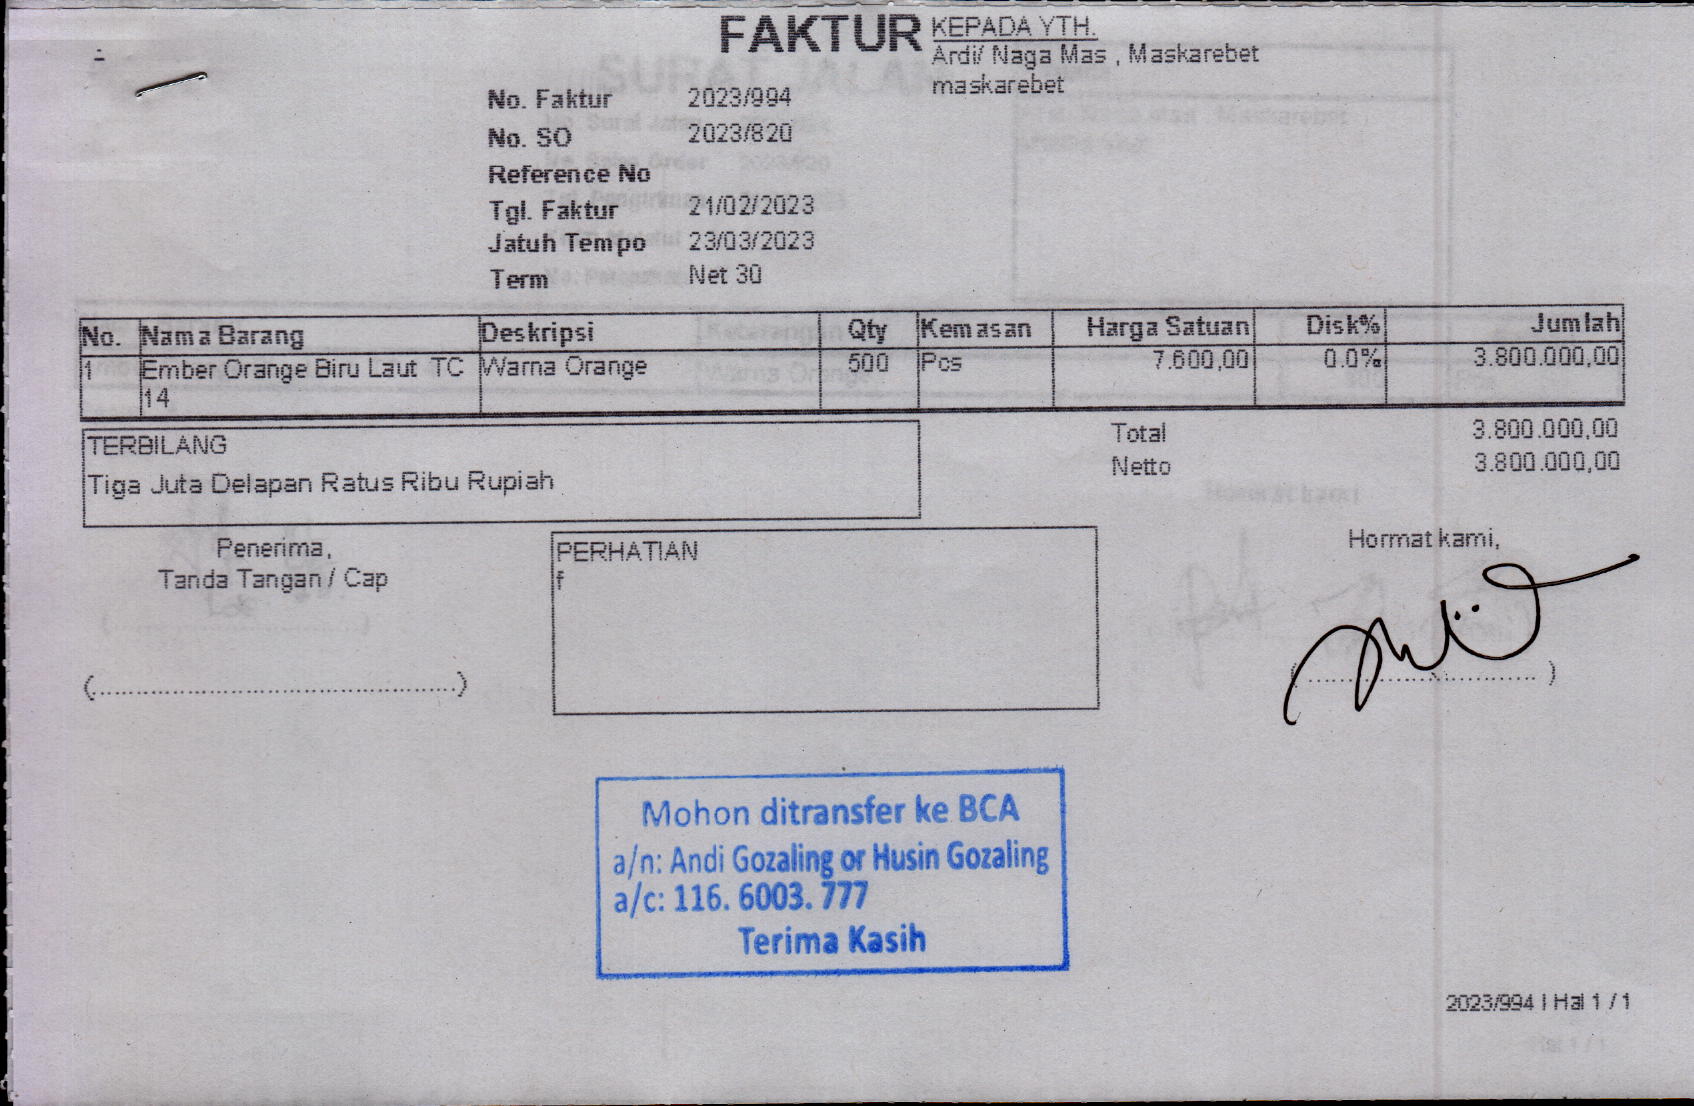 FAKTUR
KEPADA YTH.
Ardi/ Naga Mas , Maskarebet
maskarebet
No. Faktur 2023/994
No. SO 2023/820
Reference No
Tgl. Faktur 21/02/2023
Jatuh Tempo 23/03/2023
Term Net 30
No. Nama Barang Deskripsi Qty Kemasan Harga Satuan Disk% Jumlah
1 Ember Orange Biru Laut TC Warna Orange 500 Pcs 7.600,00 0.0% 3.800.000,00
14
TERBILANG
Tiga Juta Delapan Ratus Ribu Rupiah
Total 3.800.000,00
Netto 3.800.000,00
Penerima,
Tanda Tangan / Cap
(................................................)
PERHATIAN
f
Hormat kami,
( ................................ )
Mohon ditransfer ke BCA
a/n: Andi Gozaling or Husin Gozaling
a/c: 116. 6003. 777
Terima Kasih
2023/994 | Hal 1 / 1